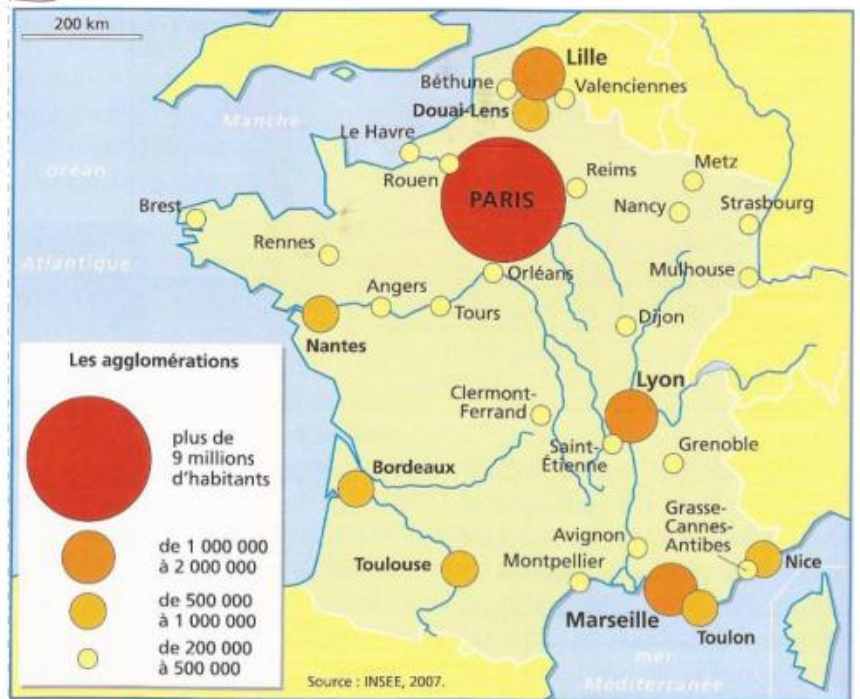 200 km
Lille
Béthune
Valenciennes
Douai-Lens
Manche
Le Havre
océan
Rouen
PARIS
Reims
Metz
Nancy
Strasbourg
Brest
Rennes
Atlantique
Orléans
Mulhouse
Angers
Tours
Dijon
Nantes
Les agglomérations
plus de
9 millions
d'habitants
de 1 000 000
à 2 000 000
de 500 000
à 1 000 000
de 200 000
à 500 000
Lyon
Clermont-
Ferrand
Saint-
Étienne
Grenoble
Bordeaux
Grasse-
Cannes-
Antibes
Avignon
Toulouse
Montpellier
Nice
Marseille
Toulon
mer
Méditerranée
Source : INSEE, 2007.